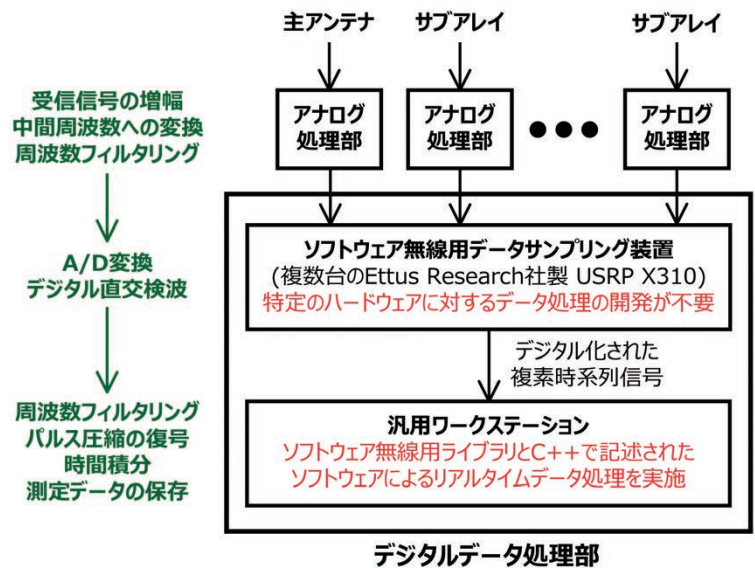 主アンテナ
サブアレイ
サブアレイ
受信信号の増幅
中間周波数への変換
周波数フィルタリング
アナログ
処理部
アナログ
処理部
アナログ
処理部
A/D変換
デジタル直交検波
ソフトウェア無線用データサンプリング装置
(複数台のEttus Research社製 USRP X310)
特定のハードウェアに対するデータ処理の開発が不要
デジタル化された
複素時系列信号
周波数フィルタリング
パルス圧縮の復号
時間積分
測定データの保存
汎用ワークステーション
ソフトウェア無線用ライブラリとC++で記述された
ソフトウェアによるリアルタイムデータ処理を実施
デジタルデータ処理部